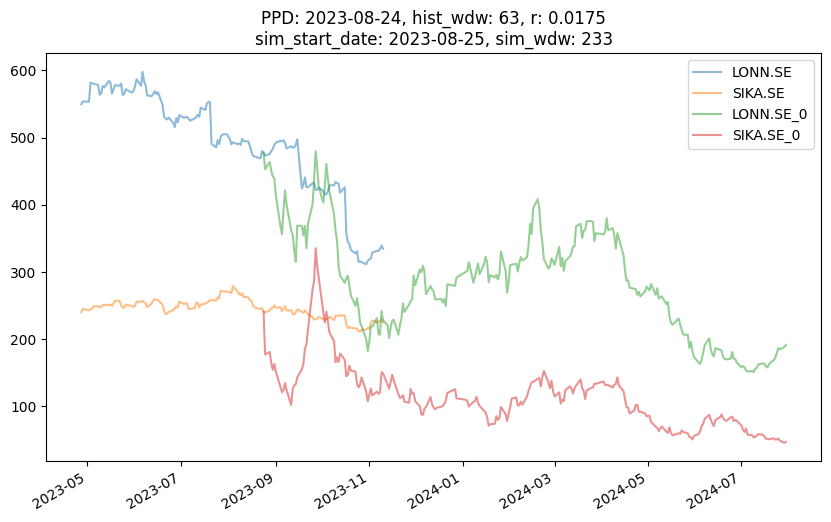 PPD: 2023-08-24, hist_wdw: 63, r: 0.0175
sim_start_date: 2023-08-25, sim_wdw: 233
LONN.SE
SIKA.SE
LONN.SE_0
SIKA.SE_0
600
500
400
300
200
100
2023-05
2023-07
2023-09
2023-11
2024-01
2024-03
2024-05
2024-07